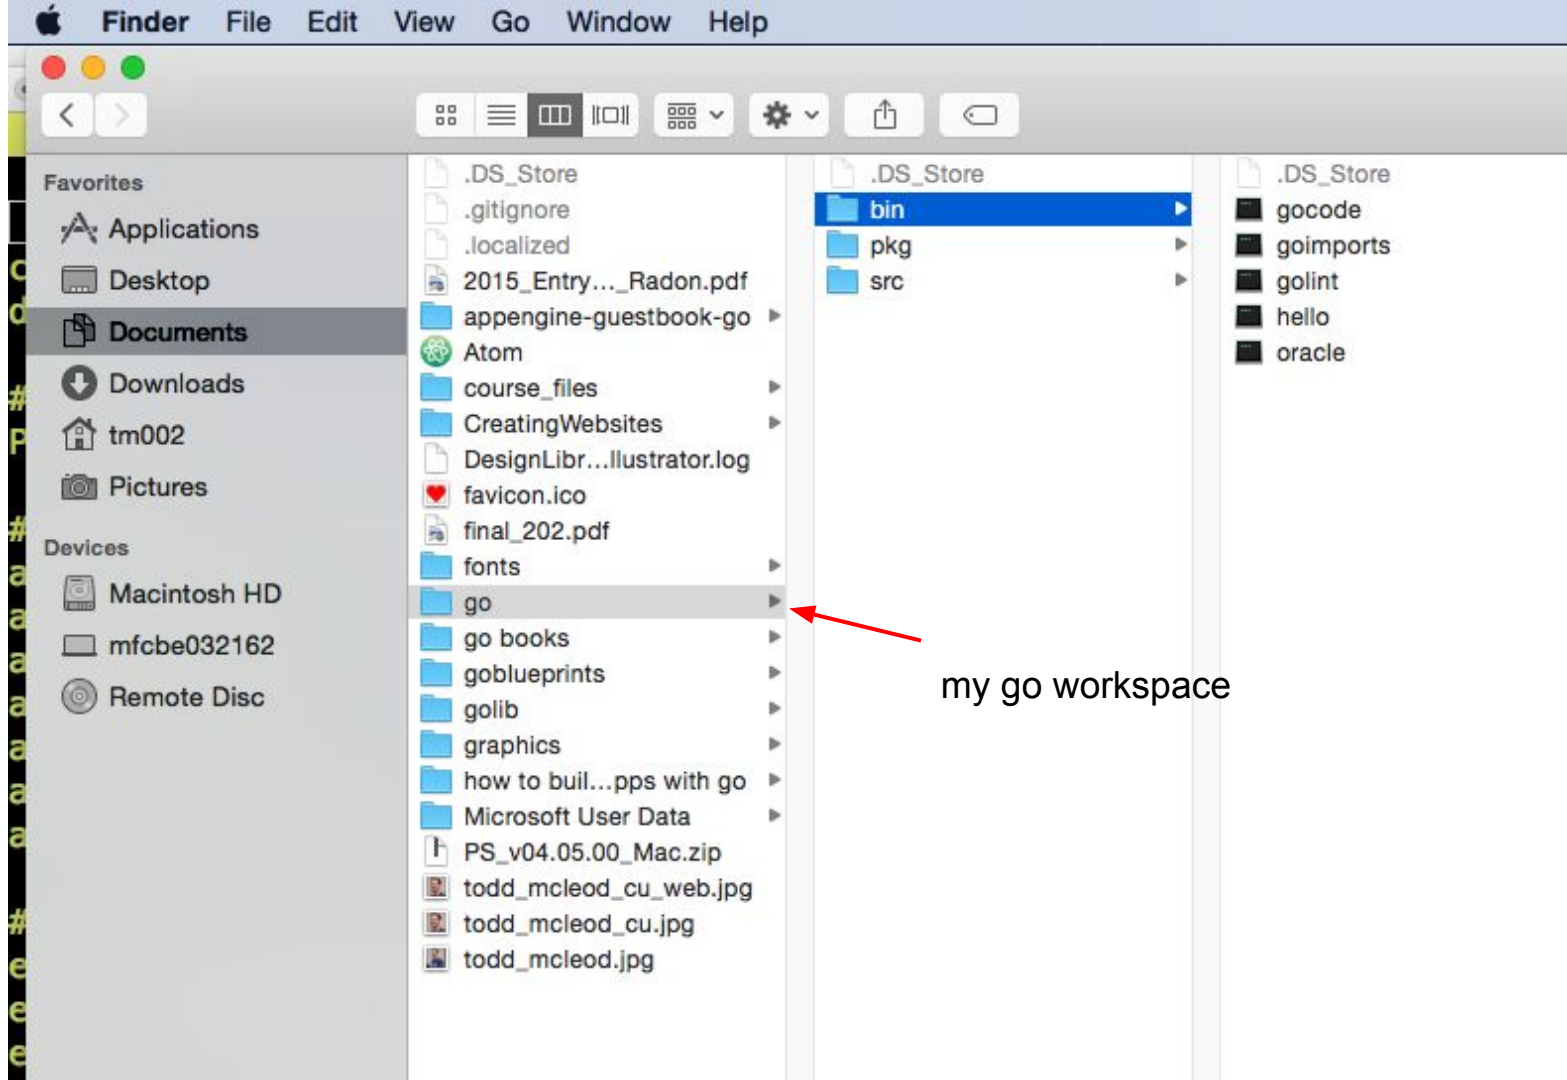 Finder File Edit View Go Window Help
Favorites
Applications
Desktop
Documents
Downloads
tm002
Pictures
Devices
Macintosh HD
mfcbe032162
Remote Disc
.DS_Store
.gitignore
.localized
2015_Entry..._Radon.pdf
appengine-guestbook-go
Atom
course_files
CreatingWebsites
DesignLibr...llustrator.log
favicon.ico
final_202.pdf
fonts
go
go books
goblueprints
golib
graphics
how to buil...pps with go
Microsoft User Data
PS_v04.05.00_Mac.zip
todd_mcleod_cu_web.jpg
todd_mcleod_cu.jpg
todd_mcleod.jpg
.DS_Store
bin
pkg
src
my go workspace
.DS_Store
gocode
goimports
golint
hello
oracle